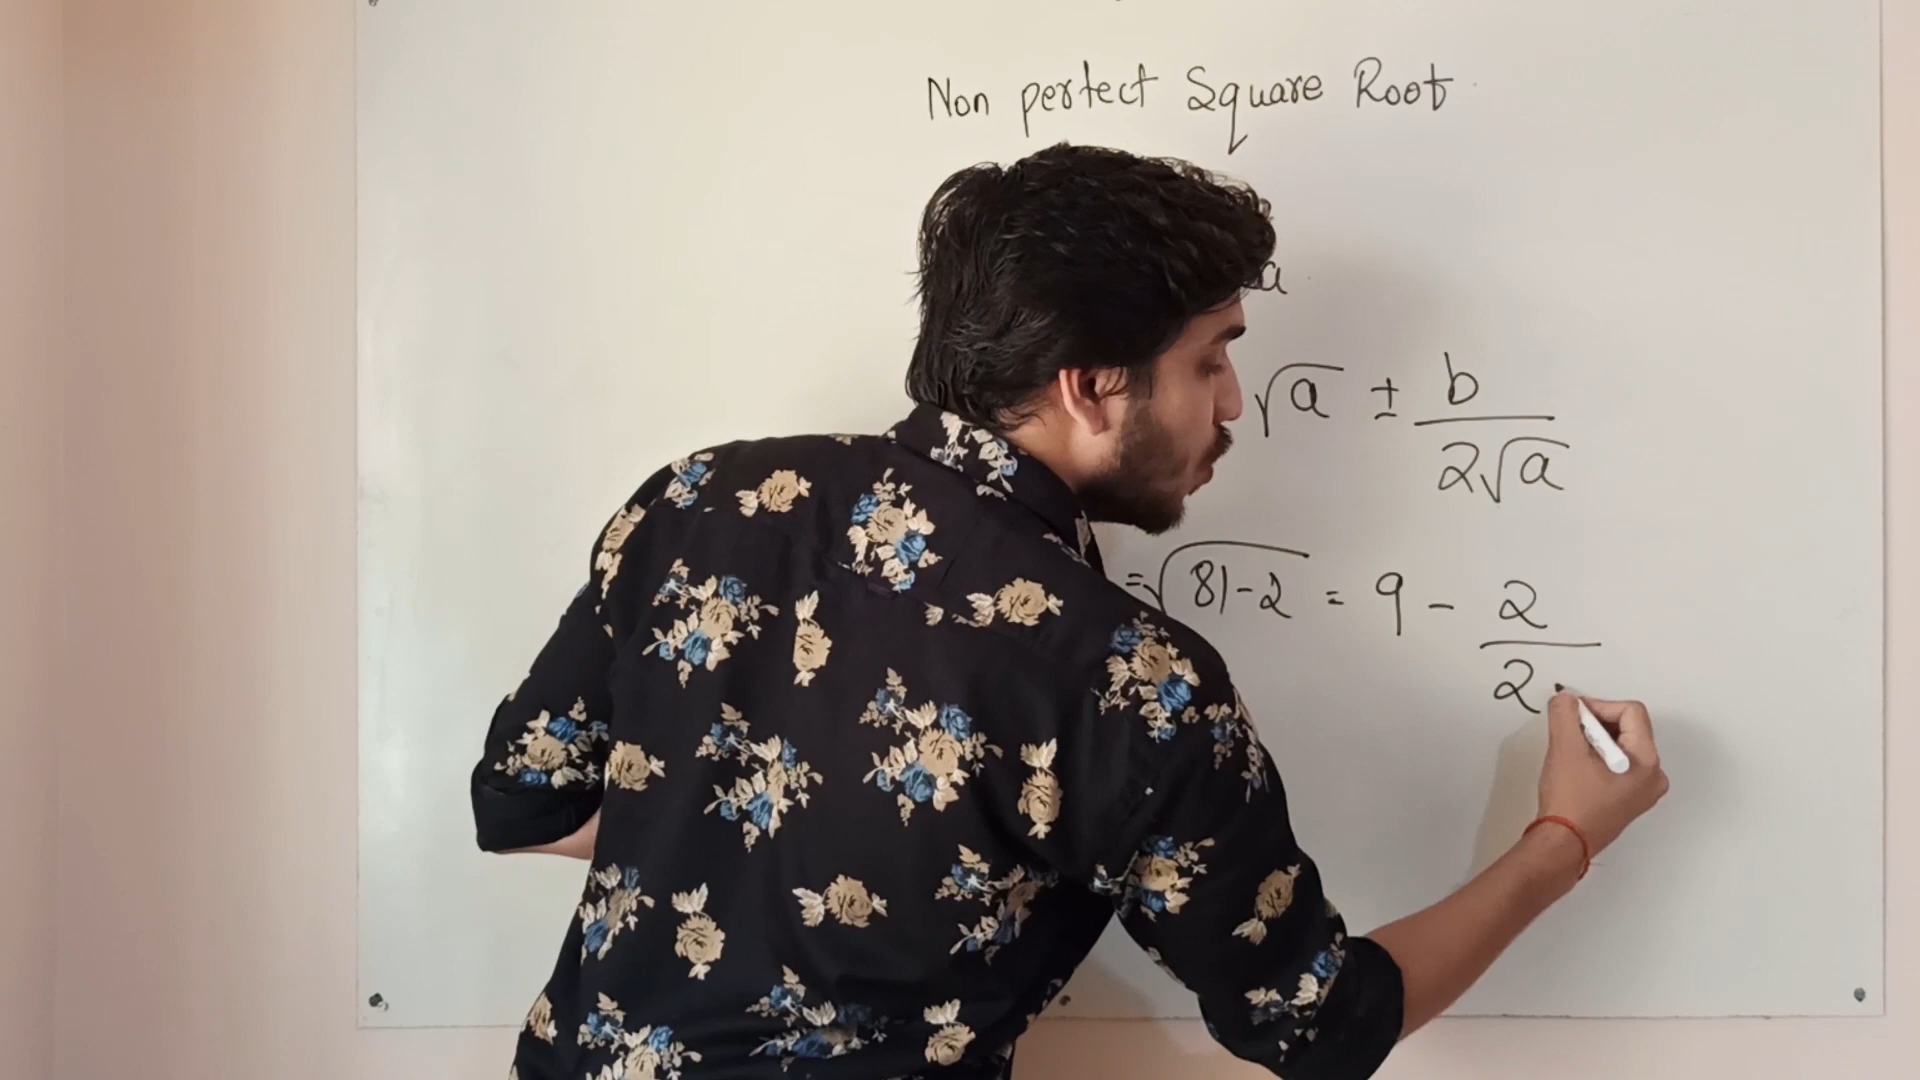 Non perfect Square Root
a
√a ± b/2√a
=√81-2 = 9 - 2/2